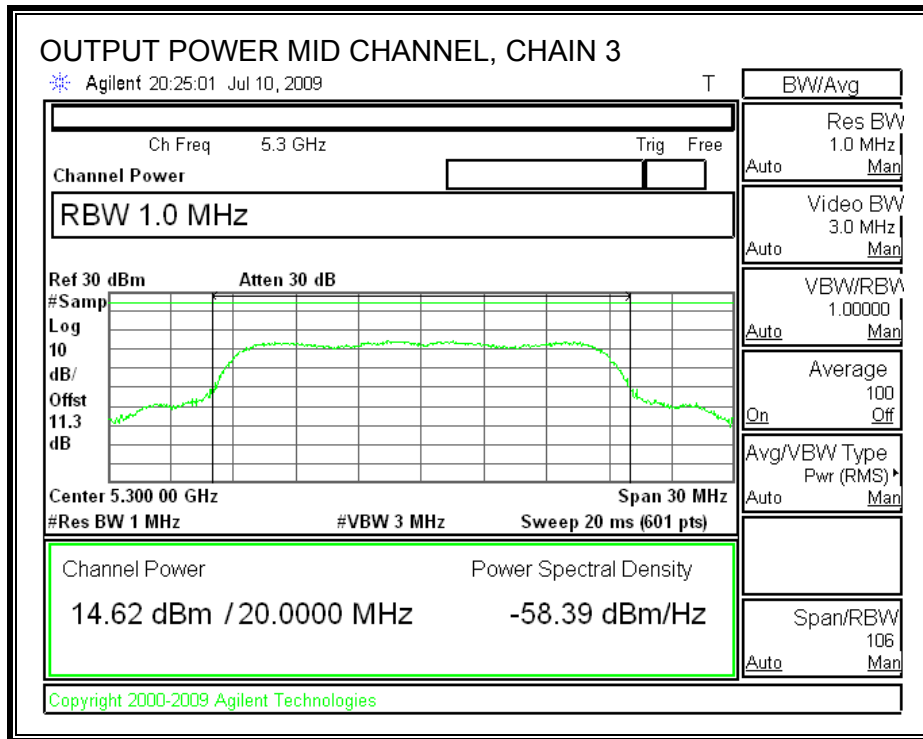 OUTPUT POWER MID CHANNEL, CHAIN 3
Agilent 20:25:01 Jul 10, 2009 T
Ch Freq 5.3 GHz Trig Free
Channel Power
RBW 1.0 MHz
Ref 30 dBm Atten 30 dB
#Samp
Log
10
dB/
Offst
11.3
dB
Center 5.300 00 GHz Span 30 MHz
#Res BW 1 MHz #VBW 3 MHz Sweep 20 ms (601 pts)
Channel Power Power Spectral Density
14.62 dBm / 20.0000 MHz -58.39 dBm/Hz
Copyright 2000-2009 Agilent Technologies
BW/Avg
Res BW
1.0 MHz
Auto Man
Video BW
3.0 MHz
Auto Man
VBW/RBW
1.00000
Auto Man
Average
100
On Off
Avg/VBW Type
Pwr (RMS)
Auto Man
Span/RBW
106
Auto Man